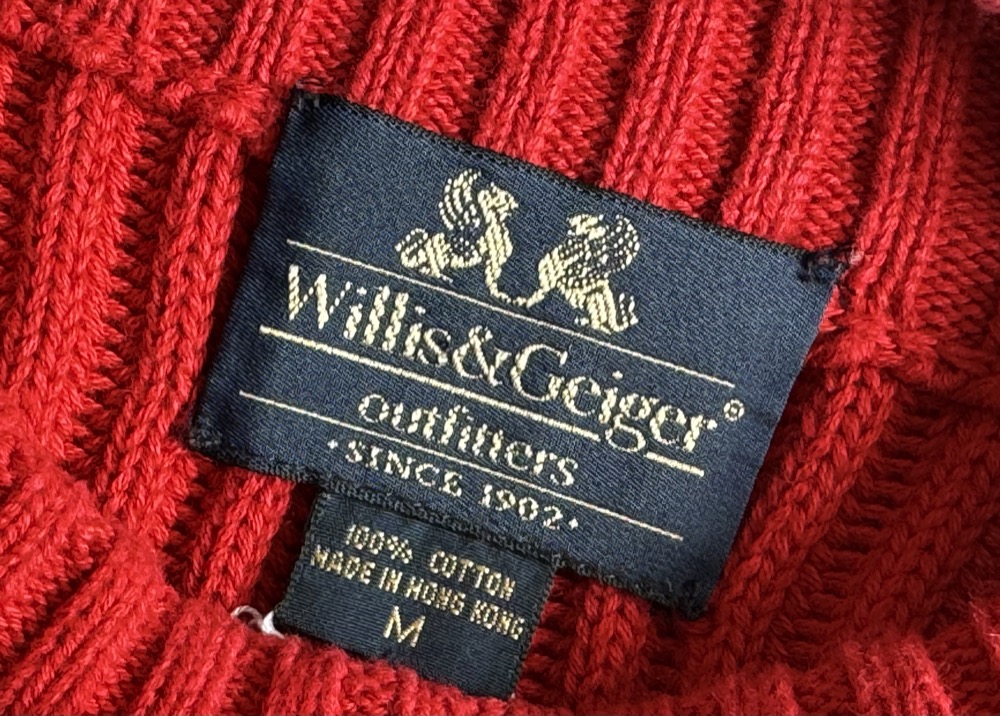 Willis&Geiger®
outfitters
·SINCE 1902·
100% COTTON
MADE IN HONG KONG
M